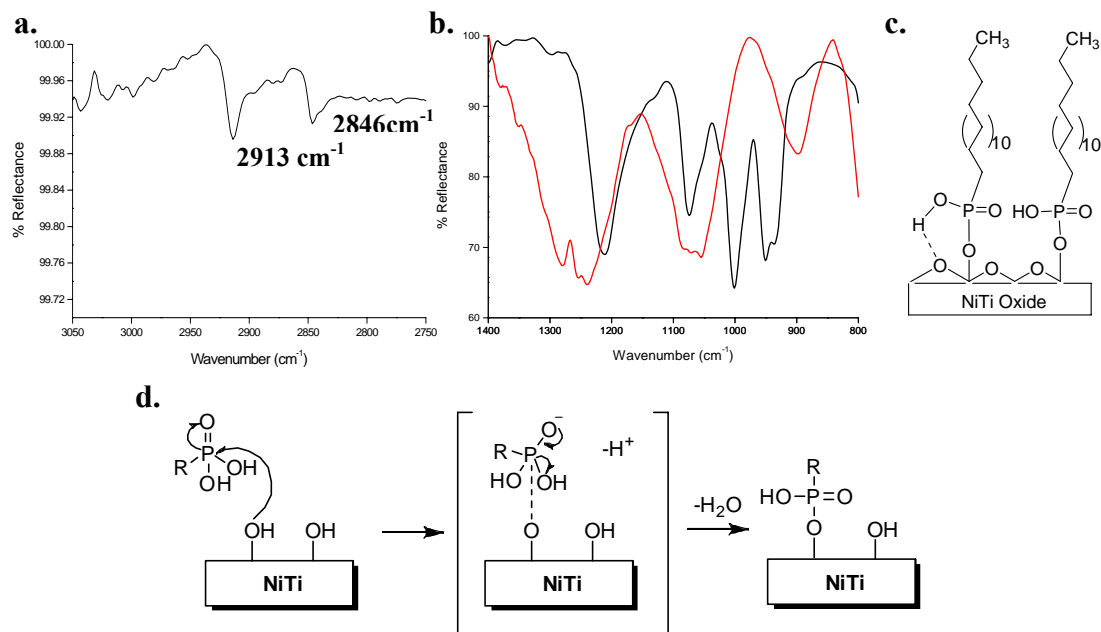 a.
100.00
99.96
99.92
99.88
99.84
99.80
99.76
99.72
% Reflectance
2846cm-1
2913 cm-1
3050 3000 2950 2900 2850 2800 2750
Wavenumber (cm-1)
b.
100
90
80
70
60
% Reflectance
1400 1300 1200 1100 1000 900 800
Wavenumber (cm-1)
c.
CH3 CH3
10 10
O P O HO P O
H O O
O O O
NiTi Oxide
d.
O
P
R OH
OH
OH OH
NiTi
O-
R P
HO OH
-H+
O OH
NiTi
-H2O
R
HO P O
O OH
NiTi